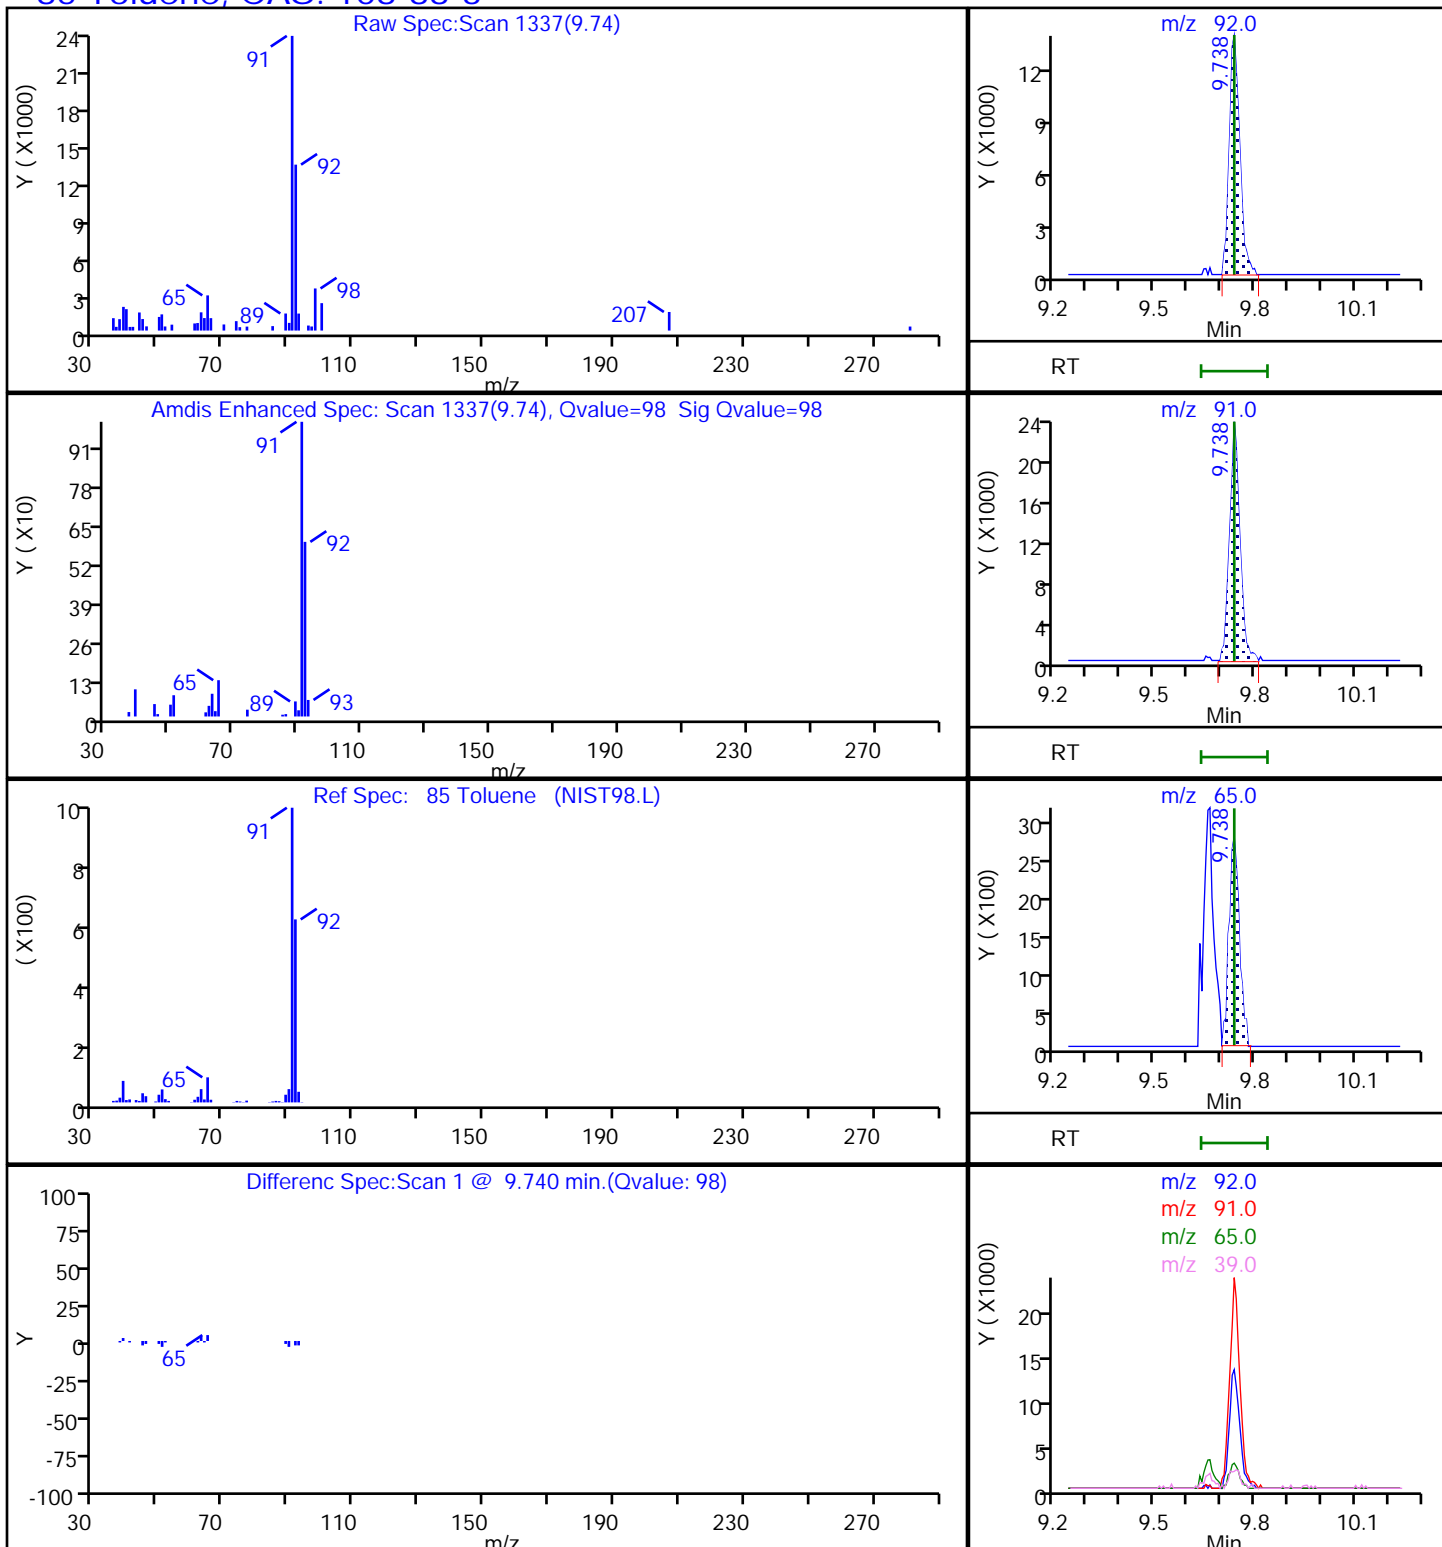 85 Toluene, CAS: 108-88-3
Raw Spec:Scan 1337(9.74)
Y ( X1000)
24
21
18
15
12
9
6
3
0
91
92
65
89
98
207
30 70 110 150 190 230 270
m/z
m/z 92.0
Y ( X1000)
12
9
6
3
0
9.738
9.2 9.5 9.8 10.1
Min
RT
Amdis Enhanced Spec: Scan 1337(9.74), Qvalue=98 Sig Qvalue=98
Y ( X10)
91
78
65
52
39
26
13
0
91
92
65
89
93
30 70 110 150 190 230 270
m/z
m/z 91.0
Y ( X1000)
24
20
16
12
8
4
0
9.738
9.2 9.5 9.8 10.1
Min
RT
Ref Spec: 85 Toluene (NIST98.L)
( X100)
10
8
6
4
2
0
91
92
65
30 70 110 150 190 230 270
m/z 65.0
Y ( X100)
30
25
20
15
10
5
0
9.738
9.2 9.5 9.8 10.1
Min
RT
Differenc Spec:Scan 1 @ 9.740 min.(Qvalue: 98)
Y
100
75
50
25
0
-25
-50
-75
-100
65
30 70 110 150 190 230 270
m/z
m/z 92.0
m/z 91.0
m/z 65.0
m/z 39.0
Y ( X1000)
20
15
10
5
0
9.2 9.5 9.8 10.1
Min